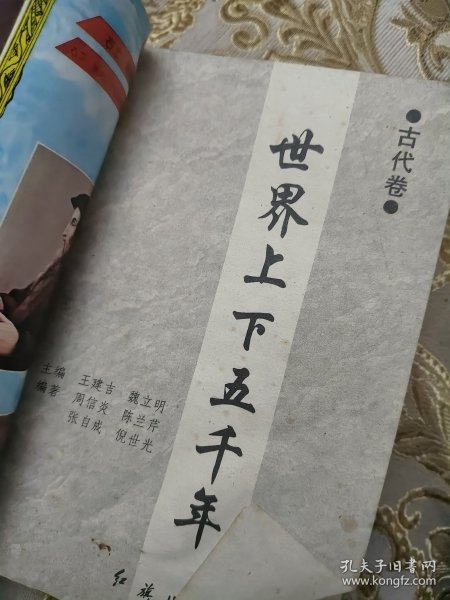 ●古代卷●
世界上下五千年
主编 王建吉 魏立明
编著 周信炎 陈兰芹
张自成 倪世光
红旗
孔夫子旧书网
www.kongfz.com